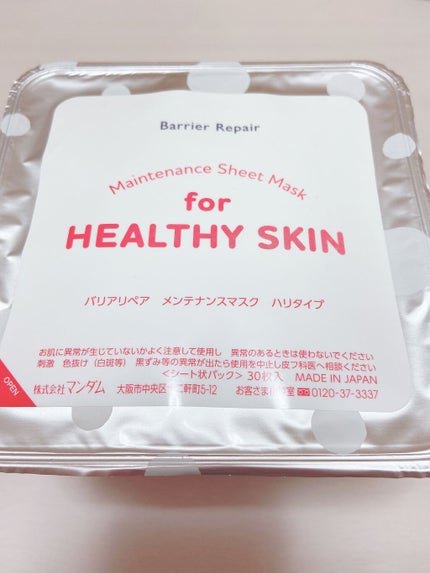 Barrier Repair
Maintenance Sheet Mask
for
HEALTHY SKIN
バリアリペア メンテナンスマスク ハリタイプ
お肌に異常が生じていないかよく注意して使用し 異常のあるときは使わないでください
刺激 色抜け(白斑等) 黒ずみ等の異常が出たら使用を中止し皮フ科医へ相談ください
<シート状パック> 30枚入 MADE IN JAPAN
株式会社マンダム 大阪市中央区十二軒町5-12 お客さま相談室 0120-37-3337
OPEN